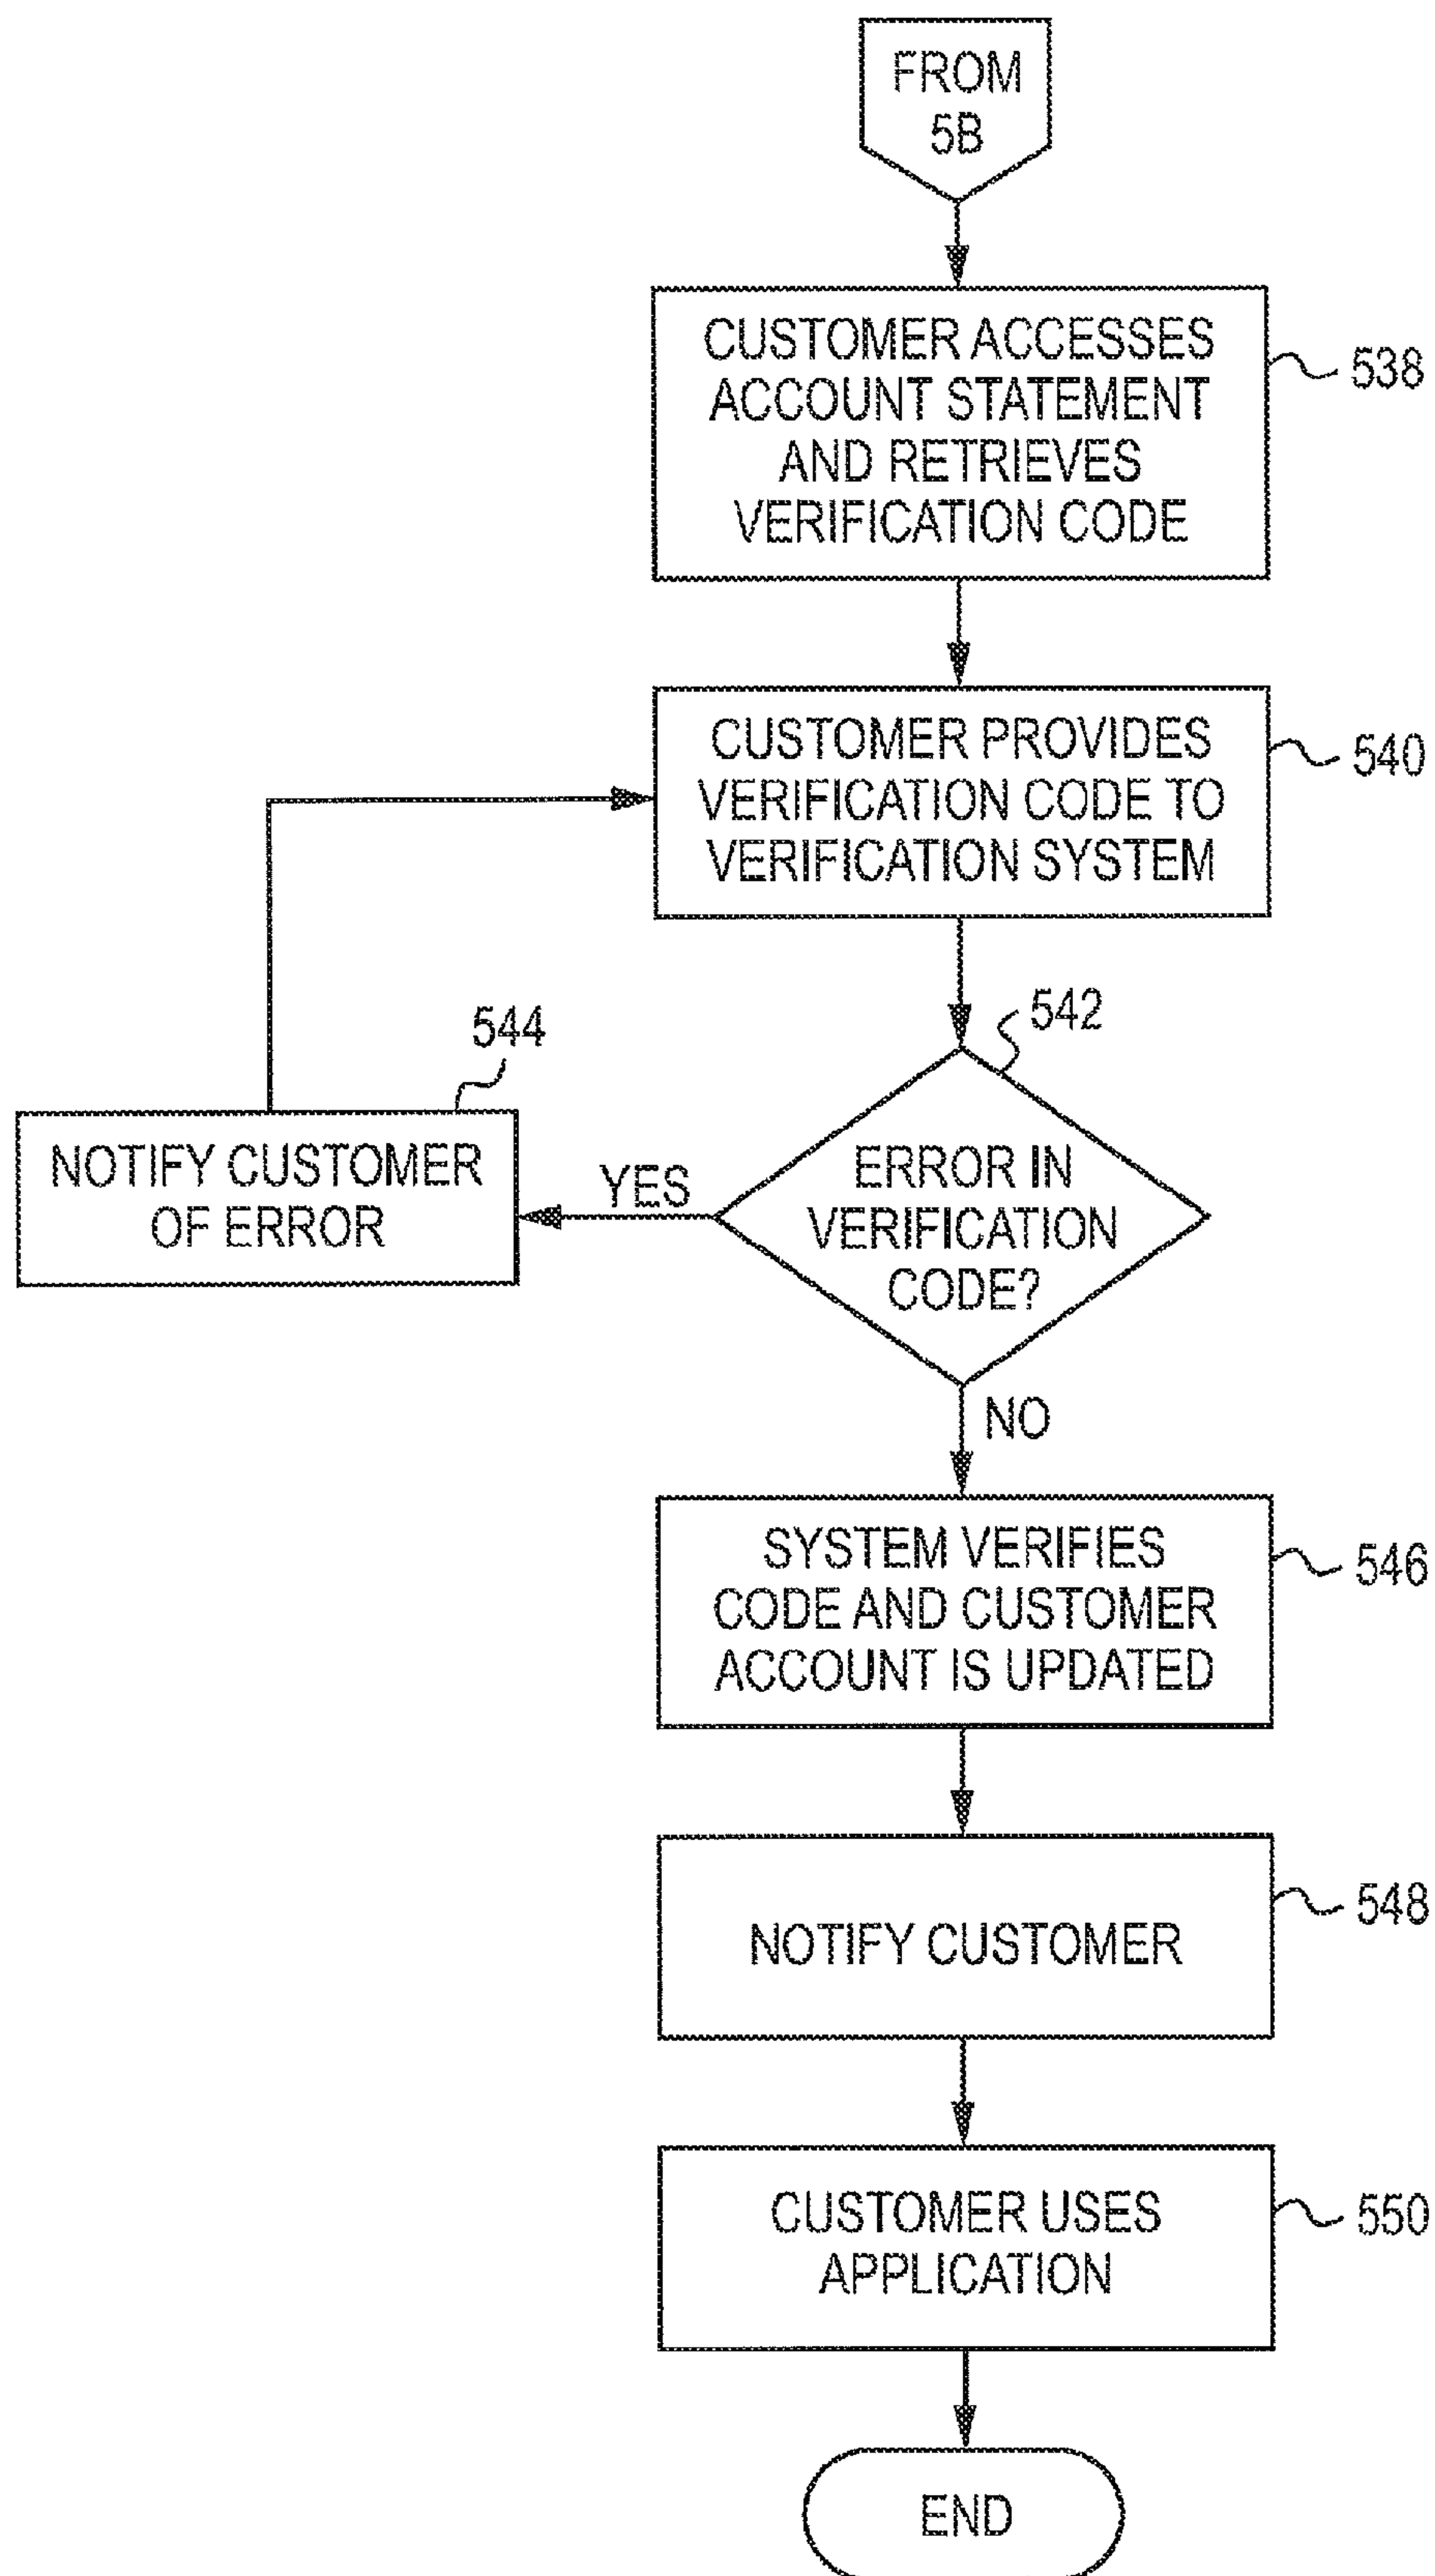 FROM
5B
CUSTOMER ACCESSES
ACCOUNT STATEMENT
AND RETRIEVES
VERIFICATION CODE
538
CUSTOMER PROVIDES
VERIFICATION CODE TO
VERIFICATION SYSTEM
540
542
544
ERROR IN
VERIFICATION
CODE?
YES
NOTIFY CUSTOMER
OF ERROR
NO
SYSTEM VERIFIES
CODE AND CUSTOMER
ACCOUNT IS UPDATED
546
NOTIFY CUSTOMER
548
CUSTOMER USES
APPLICATION
550
END